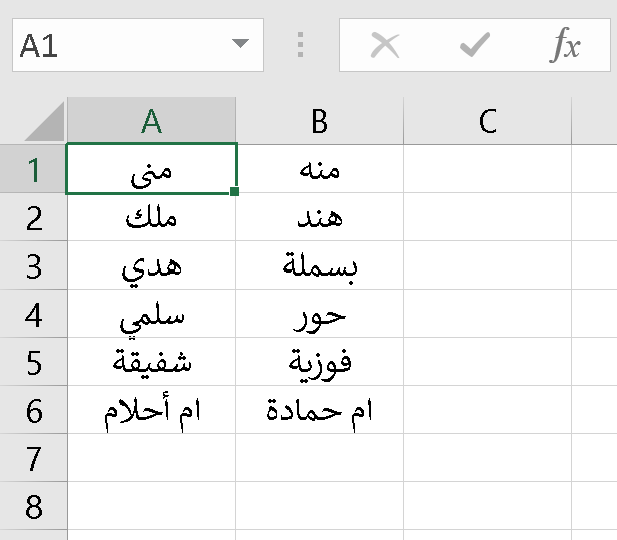 A1 fx
A B C
1 منى منه
2 ملك هند
3 هدي بسملة
4 سلمي حور
5 شفيقة فوزية
6 ام أحلام ام حمادة
7
8